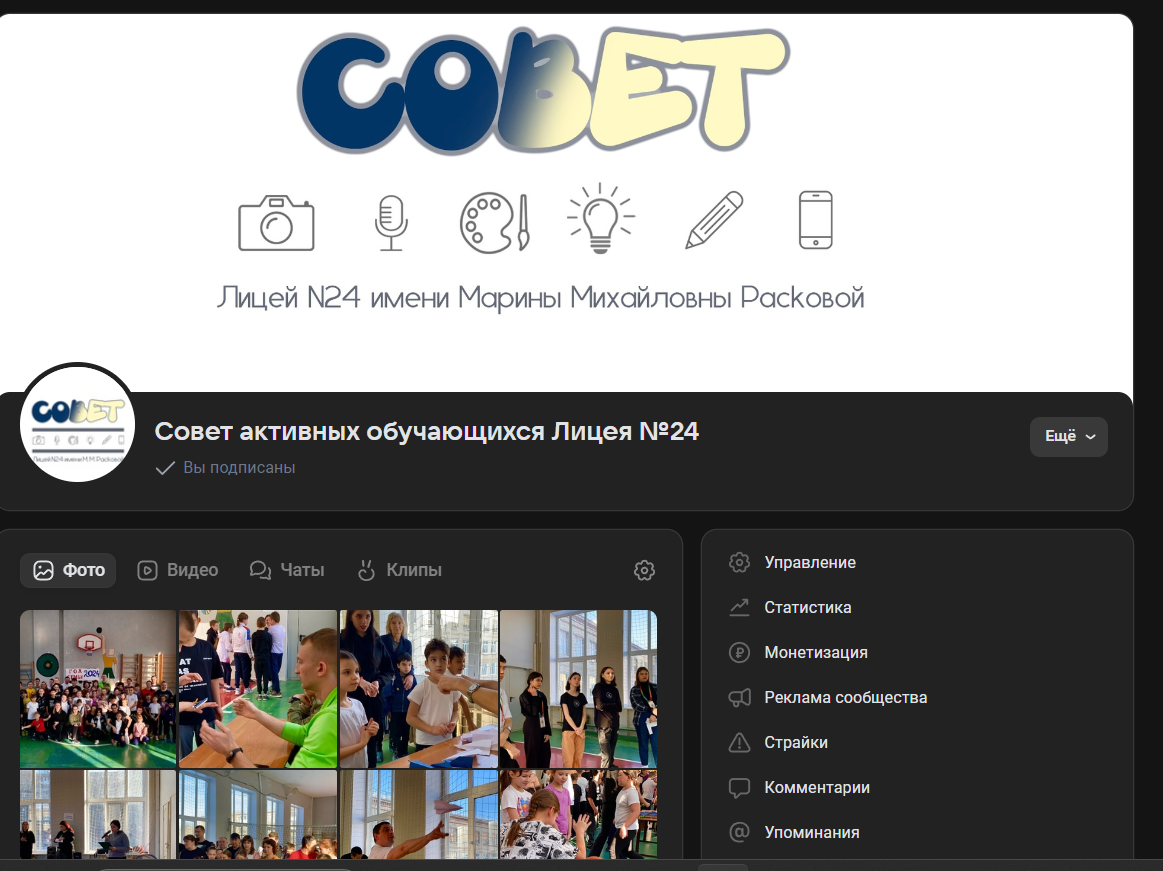 СОВЕТ
Лицей N24 имени Марины Михайловны Расковой
СОВЕТ
Совет активных обучающихся Лицея №24
Вы подписаны
Ещё
Фото
Видео
Чаты
Клипы
Управление
Статистика
Монетизация
Реклама сообщества
Страйки
Комментарии
Упоминания